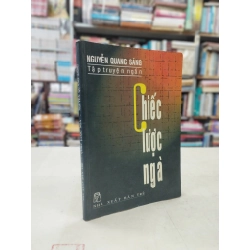 NGUYỄN QUANG SÁNG
Tập truyện ngắn
Chiếc
lược
ngà
NHÀ XUẤT BẢN TRẺ